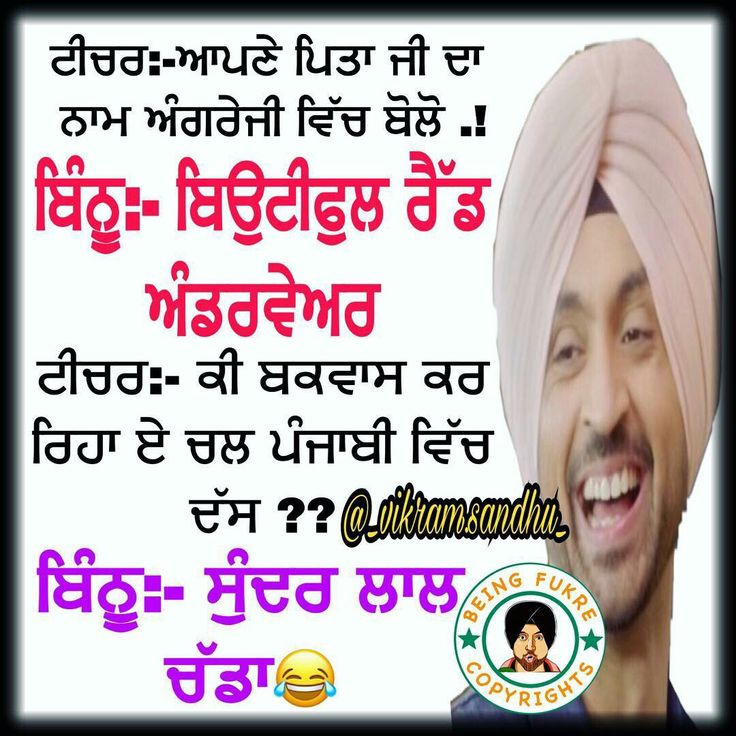 ਟੀਚਰ:-ਆਪਣੇ ਪਿਤਾ ਜੀ ਦਾ
ਨਾਮ ਅੰਗਰੇਜੀ ਵਿੱਚ ਬੋਲੋ .!
ਬਿੰਨੂ:- ਬਿਊਟੀਫੁਲ ਰੈੱਡ
ਅੰਡਰਵੇਅਰ
ਟੀਚਰ:- ਕੀ ਬਕਵਾਸ ਕਰ
ਰਿਹਾ ਏ ਚਲ ਪੰਜਾਬੀ ਵਿੱਚ
ਦੱਸ ??
@_vikram.sandhu_
ਬਿੰਨੂ:- ਸੁੰਦਰ ਲਾਲ
ਚੱਡਾ😂
BEING FUKRE
COPYRIGHTS